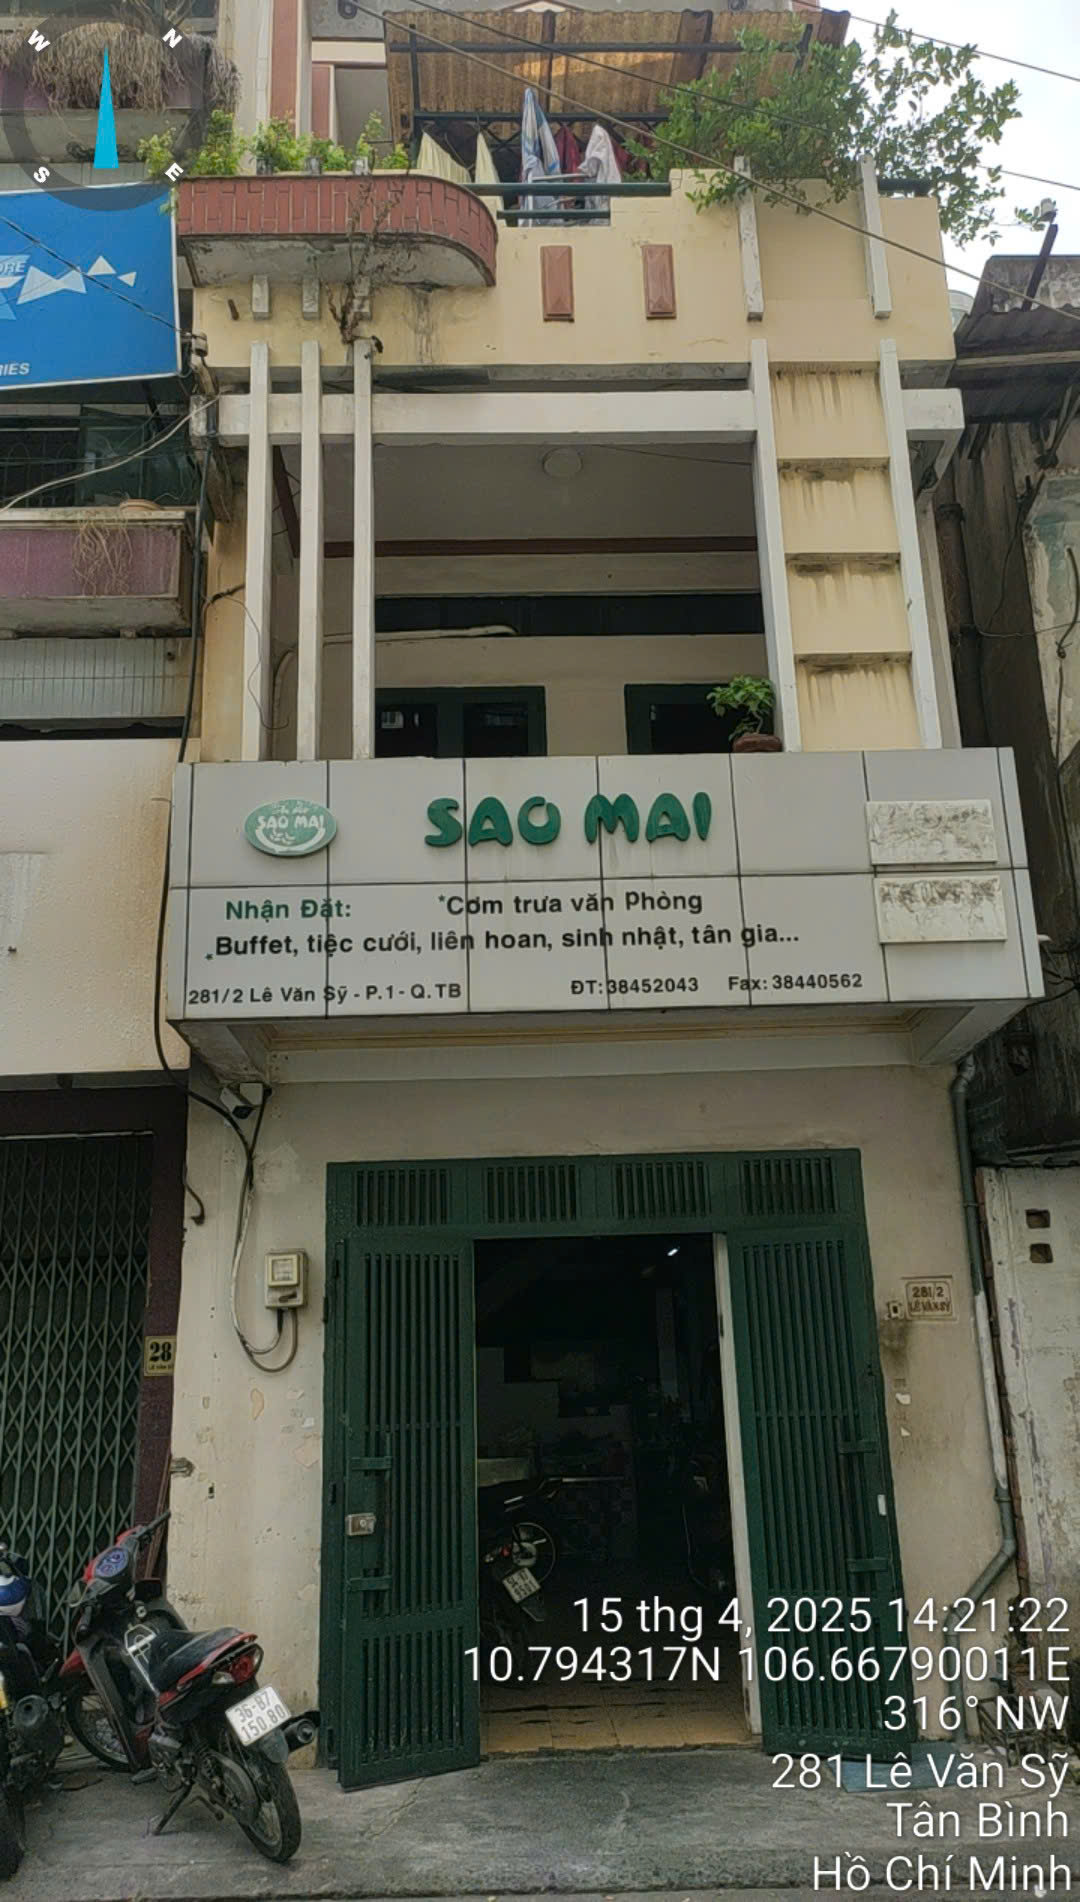 W
N
S
E
ORE
RIES
SAO MAI
SAO MAI
Nhận Đặt: *Cơm trưa văn Phòng
*Buffet, tiệc cưới, liên hoan, sinh nhật, tân gia...
281/2 Lê Văn Sỹ - P.1 - Q.TB ĐT:38452043 Fax: 38440562
281/2
LÊ VĂN SỸ
28
36-B7
150.80
15 thg 4, 2025 14:21:22
10.794317N 106.66790011E
316° NW
281 Lê Văn Sỹ
Tân Bình
Hồ Chí Minh